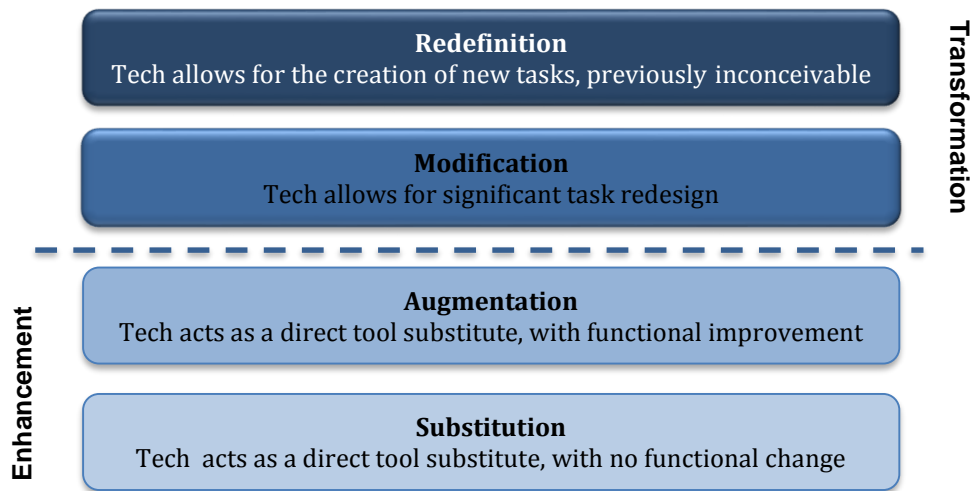 Redefinition
Tech allows for the creation of new tasks, previously inconceivable
Transformation
Modification
Tech allows for significant task redesign
Augmentation
Tech acts as a direct tool substitute, with functional improvement
Enhancement
Substitution
Tech acts as a direct tool substitute, with no functional change